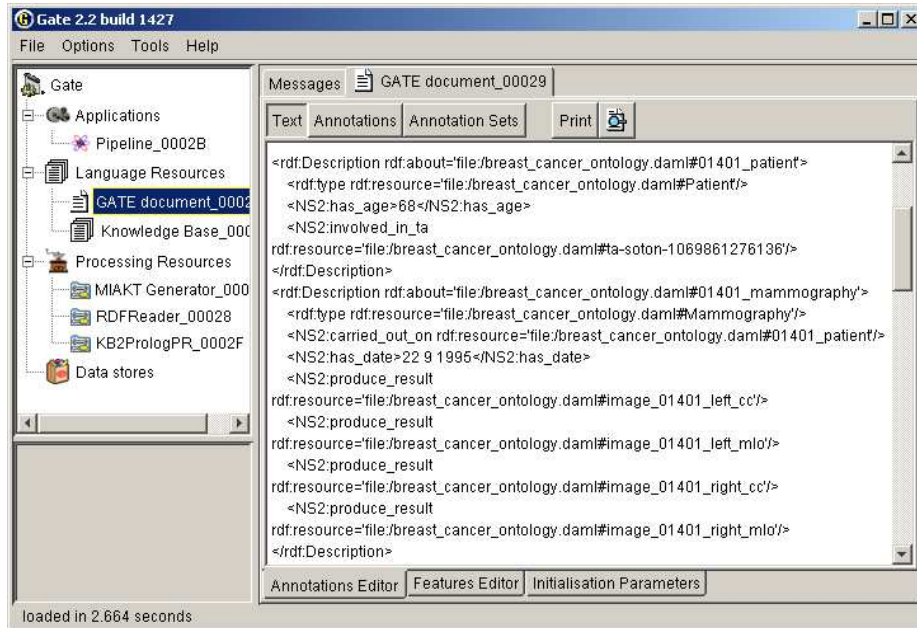 Gate 2.2 build 1427
File Options Tools Help
Gate
Applications
Pipeline_0002B
Language Resources
GATE document_0002
Knowledge Base_000
Processing Resources
MIAKT Generator_000
RDFReader_00028
KB2PrologPR_0002F
Data stores
Messages GATE document_00029
Text Annotations Annotation Sets Print
<rdf:Description rdf:about='file:/breast_cancer_ontology.daml#01401_patient'>
<rdf:type rdf:resource='file:/breast_cancer_ontology.daml#Patient'/>
<NS2:has_age>68</NS2:has_age>
<NS2:involved_in_ta
rdf:resource='file:/breast_cancer_ontology.daml#ta-soton-1069861276136'/>
</rdf:Description>
<rdf:Description rdf:about='file:/breast_cancer_ontology.daml#01401_mammography'>
<rdf:type rdf:resource='file:/breast_cancer_ontology.daml#Mammography'/>
<NS2:carried_out_on rdf:resource='file:/breast_cancer_ontology.daml#01401_patient'/>
<NS2:has_date>22 9 1995</NS2:has_date>
<NS2:produce_result
rdf:resource='file:/breast_cancer_ontology.daml#image_01401_left_cc'/>
<NS2:produce_result
rdf:resource='file:/breast_cancer_ontology.daml#image_01401_left_mlo'/>
<NS2:produce_result
rdf:resource='file:/breast_cancer_ontology.daml#image_01401_right_cc'/>
<NS2:produce_result
rdf:resource='file:/breast_cancer_ontology.daml#image_01401_right_mlo'/>
</rdf:Description>
Annotations Editor Features Editor Initialisation Parameters
loaded in 2.664 seconds